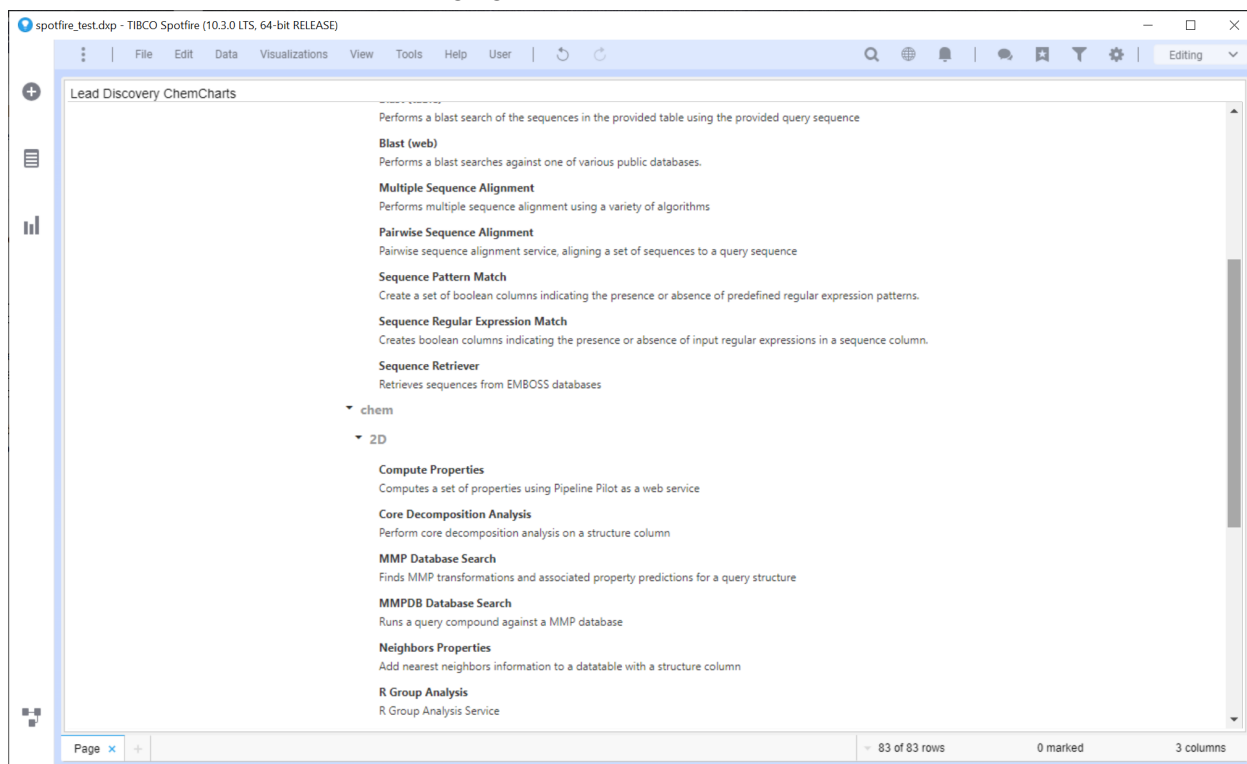 spotfire_test.dxp - TIBCO Spotfire (10.3.0 LTS, 64-bit RELEASE)
File Edit Data Visualizations View Tools Help User Editing
Lead Discovery ChemCharts
Performs a blast search of the sequences in the provided table using the provided query sequence
Blast (web)
Performs a blast searches against one of various public databases.
Multiple Sequence Alignment
Performs multiple sequence alignment using a variety of algorithms
Pairwise Sequence Alignment
Pairwise sequence alignment service, aligning a set of sequences to a query sequence
Sequence Pattern Match
Create a set of boolean columns indicating the presence or absence of predefined regular expression patterns.
Sequence Regular Expression Match
Creates boolean columns indicating the presence or absence of input regular expressions in a sequence column.
Sequence Retriever
Retrieves sequences from EMBOSS databases
chem
2D
Compute Properties
Computes a set of properties using Pipeline Pilot as a web service
Core Decomposition Analysis
Perform core decomposition analysis on a structure column
MMP Database Search
Finds MMP transformations and associated property predictions for a query structure
MMPDB Database Search
Runs a query compound against a MMP database
Neighbors Properties
Add nearest neighbors information to a datatable with a structure column
R Group Analysis
R Group Analysis Service
Page 83 of 83 rows 0 marked 3 columns